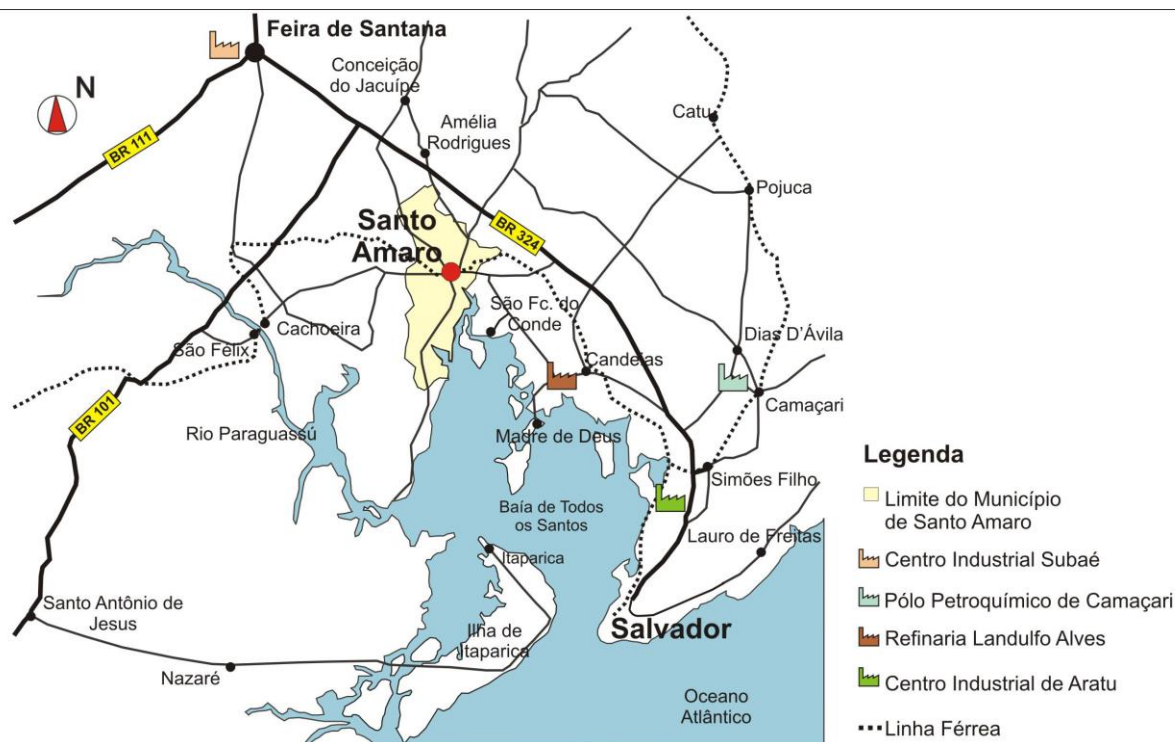 Feira de Santana
N
Conceição
do Jacuípe
BR 111
Amélia
Rodrigues
Catu
Pojuca
Santo
Amaro
BR 324
São Fc. do
Conde
Cachoeira
São Félix
Dias D'Ávila
Candeias
Camaçari
BR 101
Rio Paraguassú
Madre de Deus
Simões Filho
Baía de Todos
os Santos
Lauro de Freitas
Itaparica
Santo Antônio de
Jesus
Ilha de
Itaparica
Salvador
Nazaré
Oceano
Atlântico
Legenda
Limite do Município
de Santo Amaro
Centro Industrial Subaé
Pólo Petroquímico de Camaçari
Refinaria Landulfo Alves
Centro Industrial de Aratu
Linha Férrea